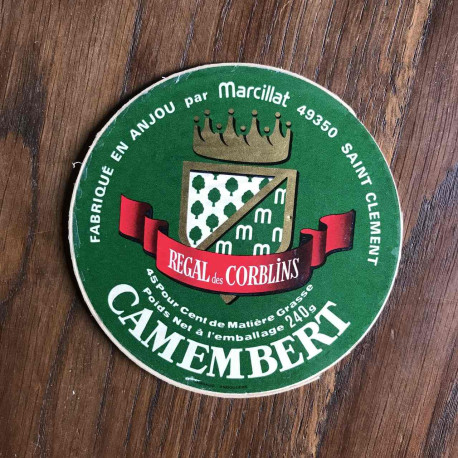 FABRIQUÉ EN ANJOU par Marcillat 49350 SAINT CLEMENT
m m m m m m m
REGAL des CORBLINS
45 Pour Cent de Matière Grasse
Poids Net à l'emballage 240g
CAMEMBERT